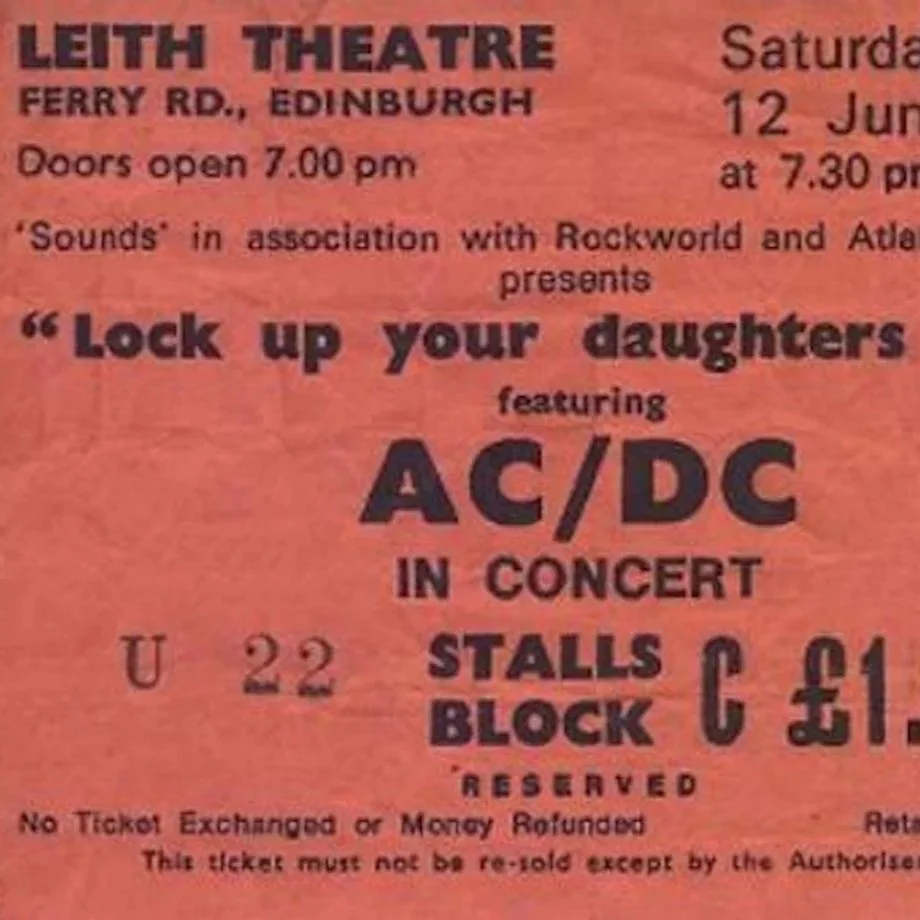 LEITH THEATRE
FERRY RD., EDINBURGH
Doors open 7.00 pm
Saturda
12 Jun
at 7.30 pm
'Sounds' in association with Rockworld and Atla
presents
"Lock up your daughters
featuring
AC/DC
IN CONCERT
U 22
STALLS
BLOCK
C £1.
RESERVED
No Ticket Exchanged or Money Refunded
Reta
This ticket must not be re-sold except by the Authorise